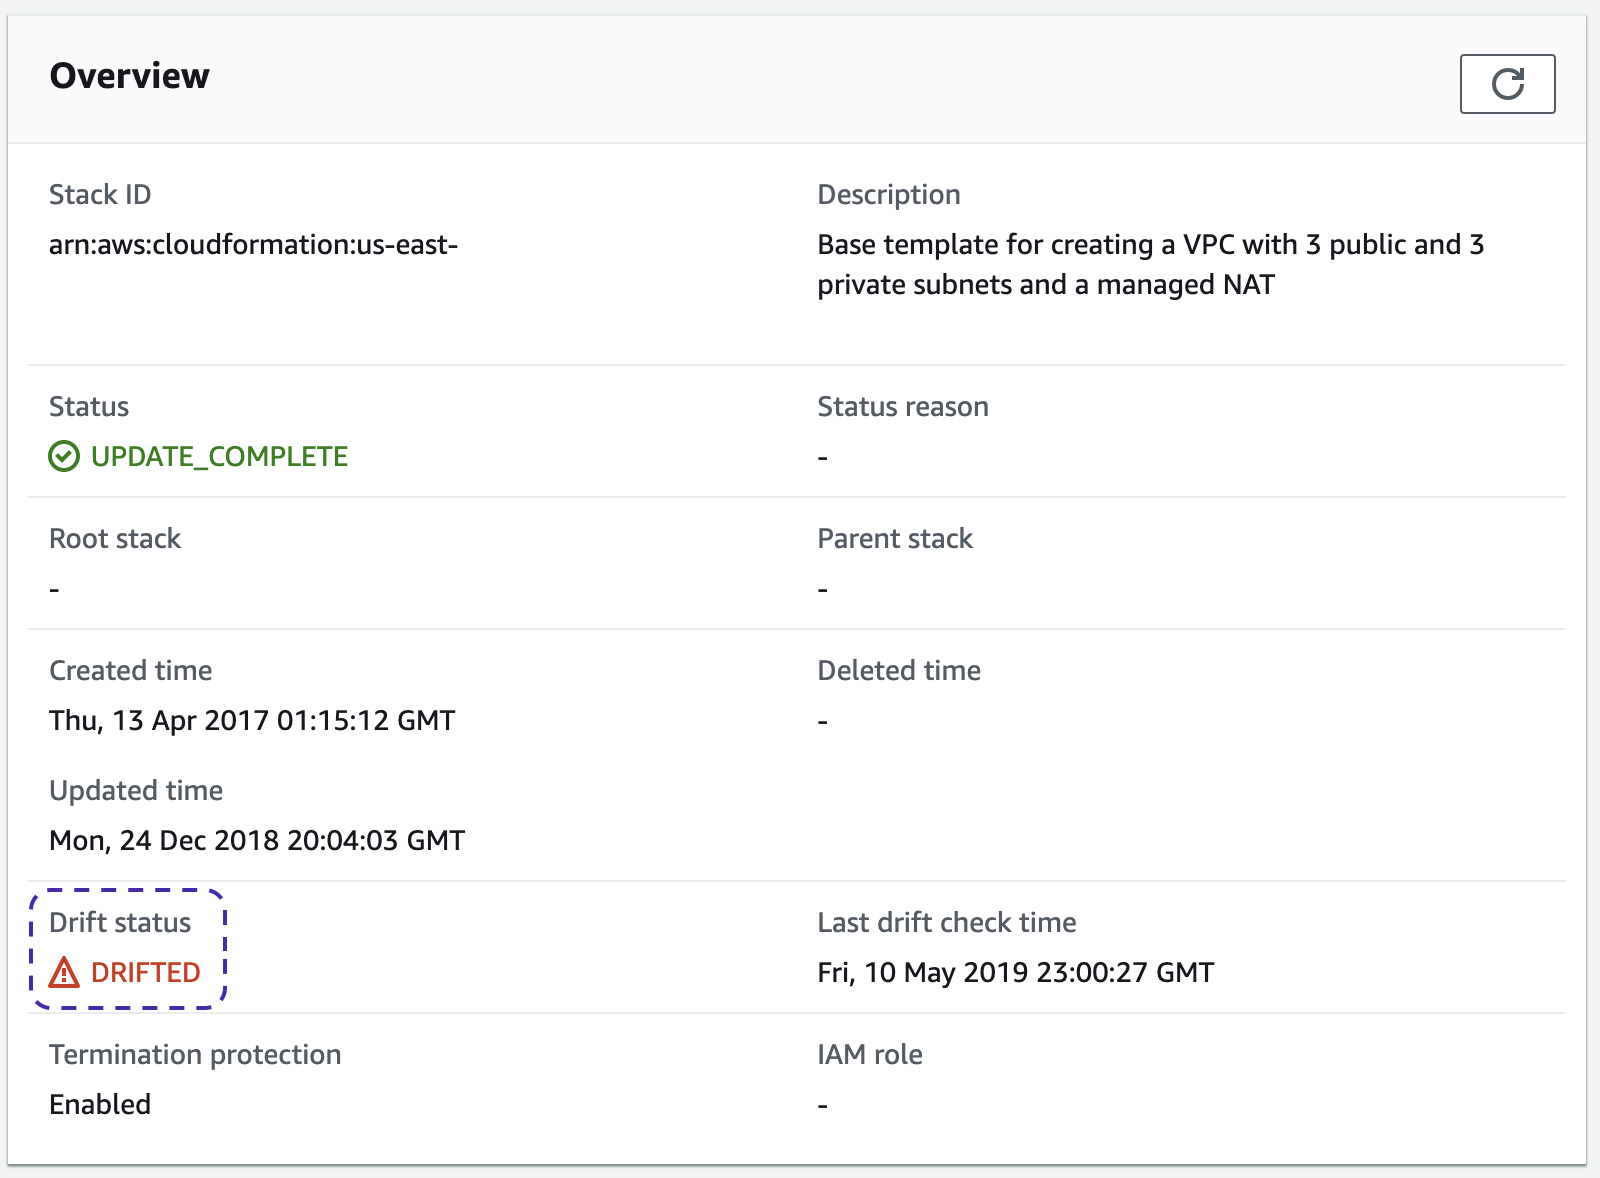 Overview
Stack ID
Description
arn:aws:cloudformation:us-east-
Base template for creating a VPC with 3 public and 3
private subnets and a managed NAT
Status
Status reason
UPDATE_COMPLETE
-
Root stack
Parent stack
-
-
Created time
Deleted time
Thu, 13 Apr 2017 01:15:12 GMT
-
Updated time
Mon, 24 Dec 2018 20:04:03 GMT
Drift status
Last drift check time
DRIFTED
Fri, 10 May 2019 23:00:27 GMT
Termination protection
IAM role
Enabled
-